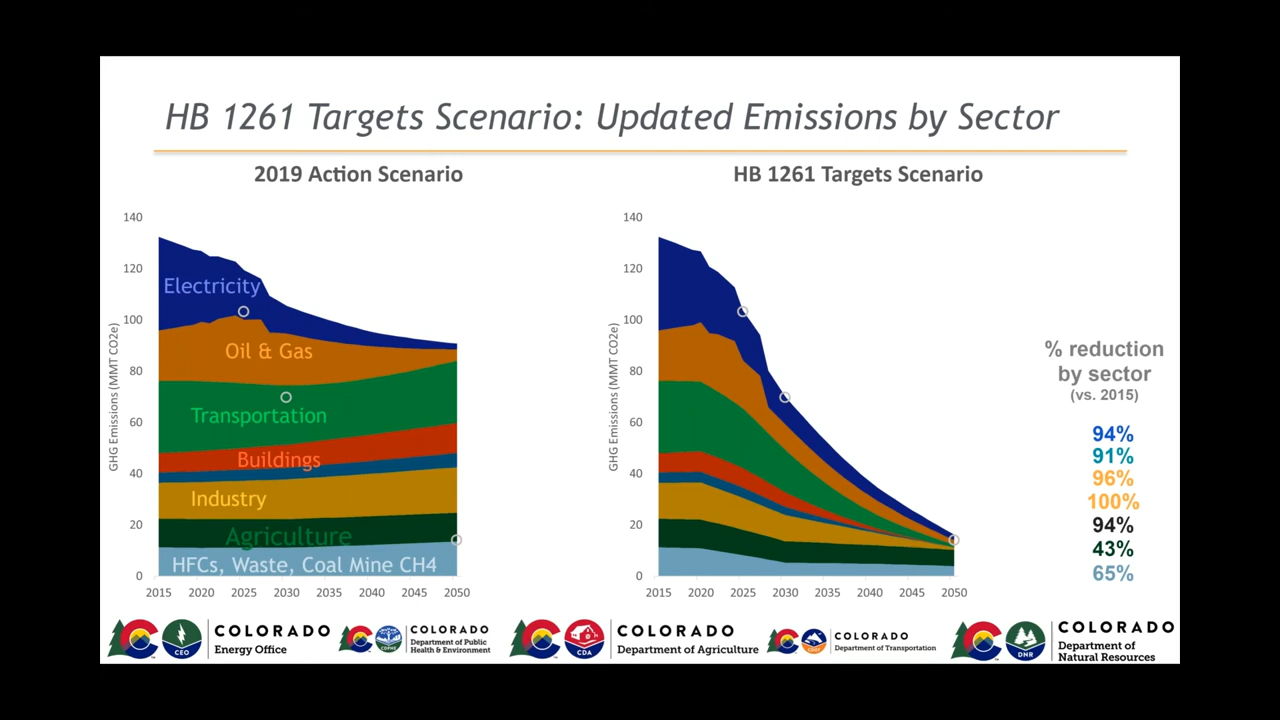 HB 1261 Targets Scenario: Updated Emissions by Sector
2019 Action Scenario
HB 1261 Targets Scenario
GHG Emissions (MMT CO2e)
140
120
100
80
60
40
20
0
Electricity
Oil & Gas
Transportation
Buildings
Industry
Agriculture
HFCs, Waste, Coal Mine CH4
2015 2020 2025 2030 2035 2040 2045 2050
GHG Emissions (MMT CO2e)
140
120
100
80
60
40
20
0
2015 2020 2025 2030 2035 2040 2045 2050
% reduction
by sector
(vs. 2015)
94%
91%
96%
100%
94%
43%
65%
CEO
COLORADO
Energy Office
CDPHE
COLORADO
Department of Public
Health & Environment
CDA
COLORADO
Department of Agriculture
CDOT
COLORADO
Department of Transportation
DNR
COLORADO
Department of
Natural Resources